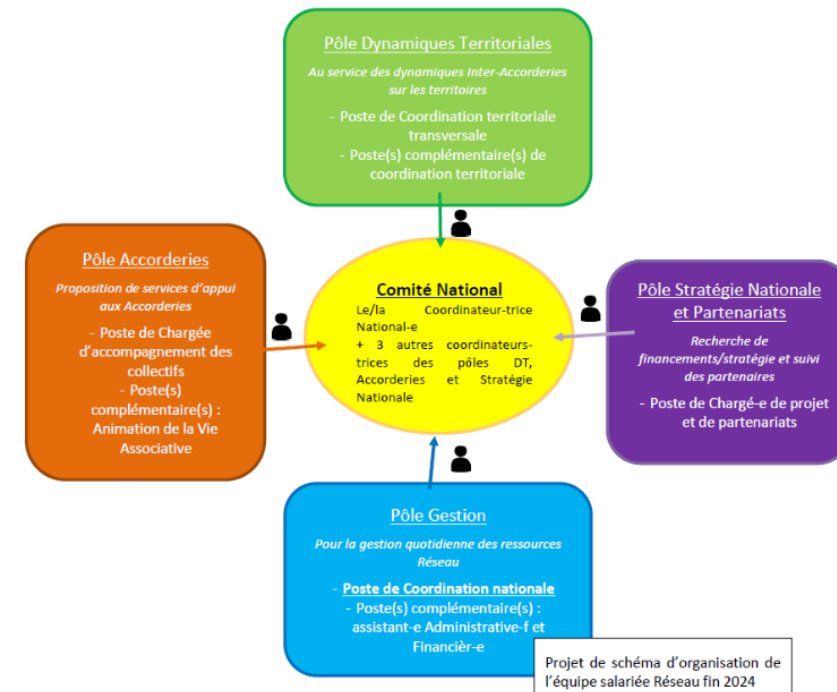 Pôle Dynamiques Territoriales
Au service des dynamiques Inter-Accorderies
sur les territoires
- Poste de Coordination territoriale
transversale
- Poste(s) complémentaire(s) de
coordination territoriale
Pôle Accorderies
Proposition de services d'appui
aux Accorderies
- Poste de Chargée
d'accompagnement des
collectifs
- Poste(s)
complémentaire(s) :
Animation de la Vie
Associative
Comité National
Le/la Coordinateur-trice
National-e
+ 3 autres coordinateurs-
trices des pôles DT,
Accorderies et Stratégie
Nationale
Pôle Stratégie Nationale
et Partenariats
Recherche de
financements/stratégie et suivi
des partenaires
- Poste de Chargé-e de projet
et de partenariats
Pôle Gestion
Pour la gestion quotidienne des ressources
Réseau
- Poste de Coordination nationale
- Poste(s) complémentaire(s) :
assistant-e Administrative-f et
Financièr-e
Projet de schéma d'organisation de
l'équipe salariée Réseau fin 2024